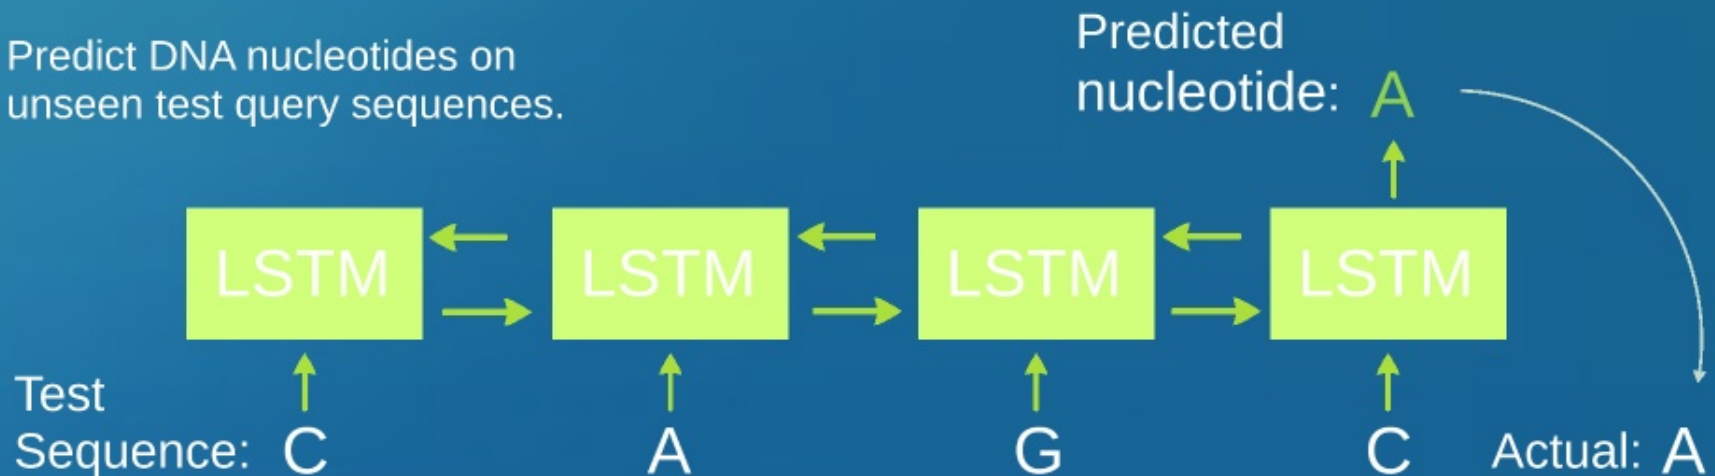 Predict DNA nucleotides on
unseen test query sequences.
Predicted
nucleotide: A
LSTM LSTM LSTM LSTM
Test
Sequence: C A G C Actual: A